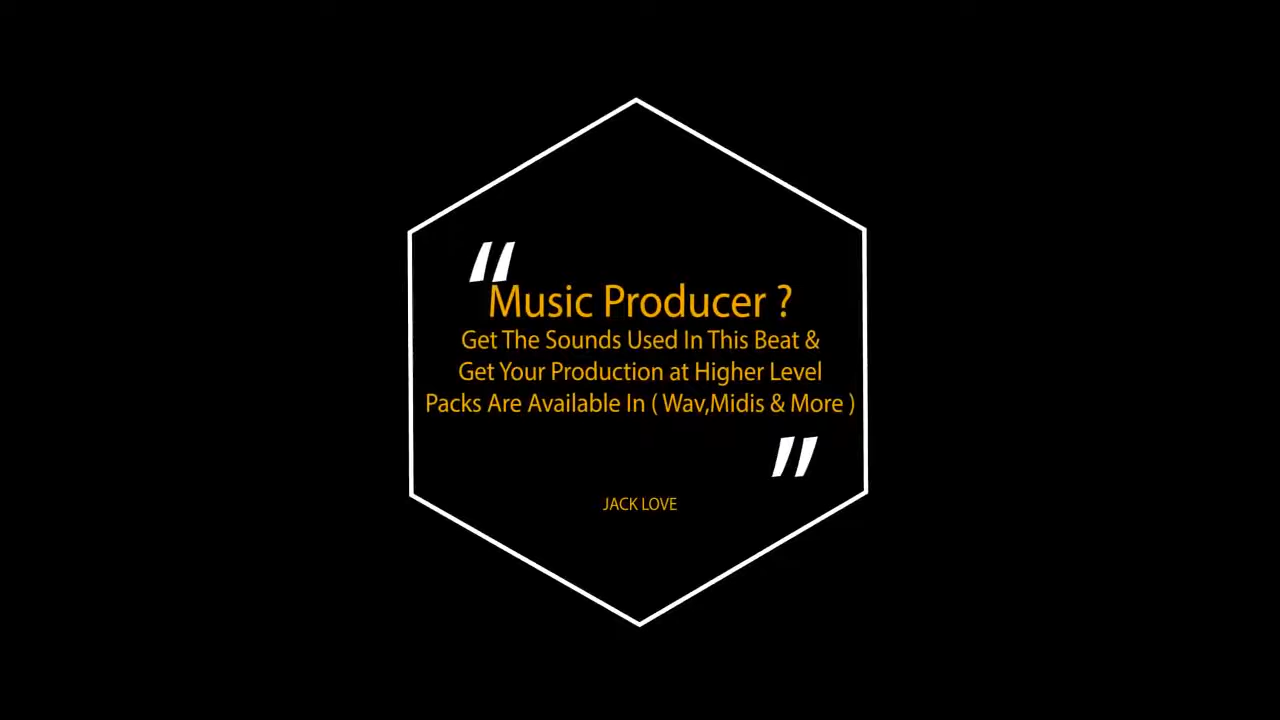 Music Producer ?
Get The Sounds Used In This Beat &
Get Your Production at Higher Level
Packs Are Available In ( Wav,Midis & More )
JACK LOVE